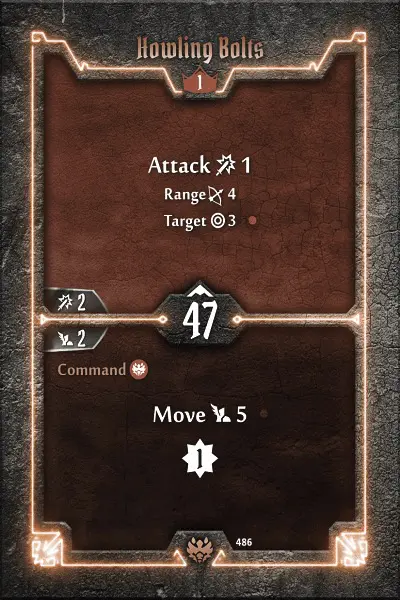 Howling Bolts
1
Attack 1
Range 4
Target 3
2
47
2
Command
Move 5
1
486